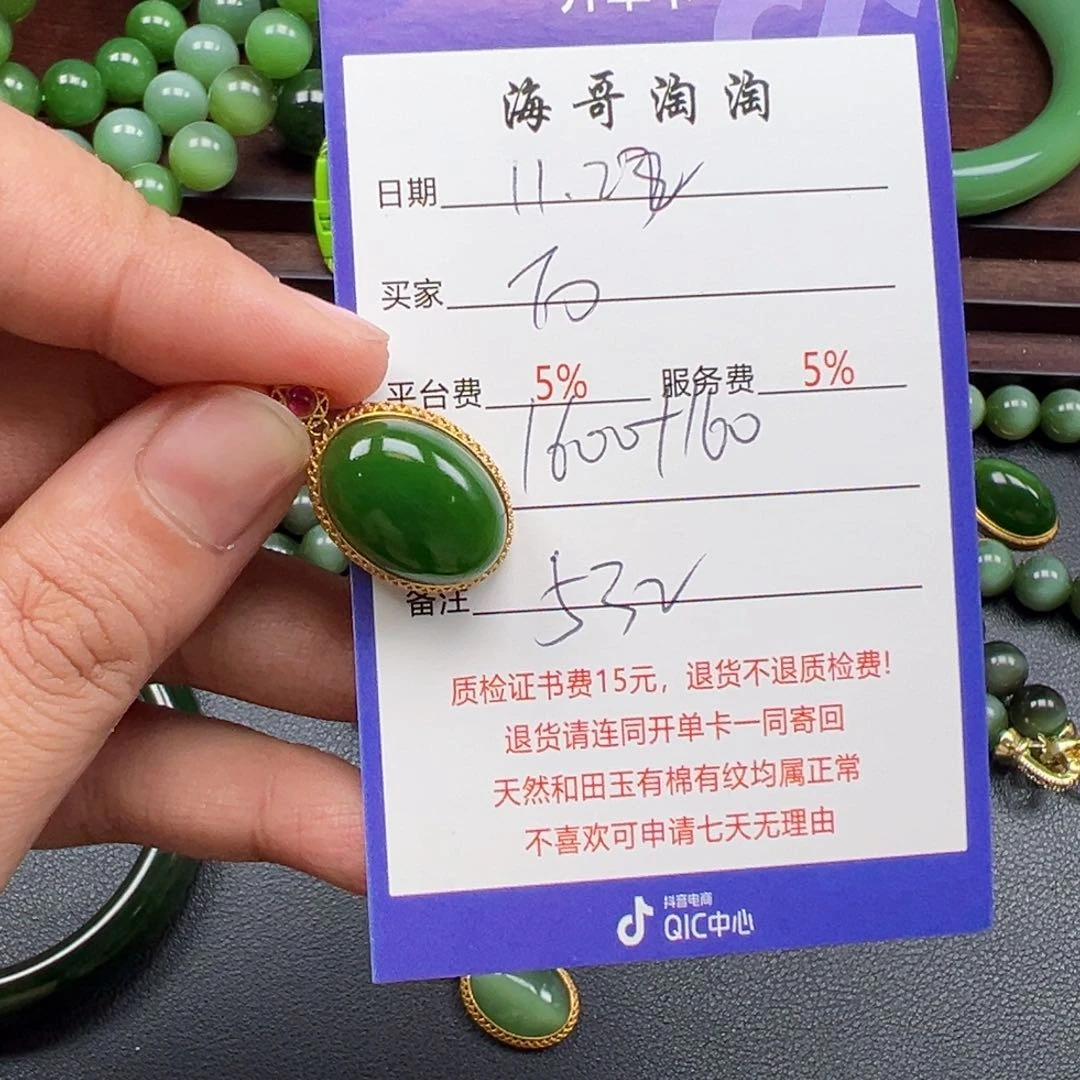 开单卡
海哥淘淘
日期 11.28
买家
平台费 5% 服务费 5%
1600+160
备注
质检证书费15元，退货不退质检费!
退货请连同开单卡一同寄回
天然和田玉有棉有纹均属正常
不喜欢可申请七天无理由
抖音电商
QIC中心